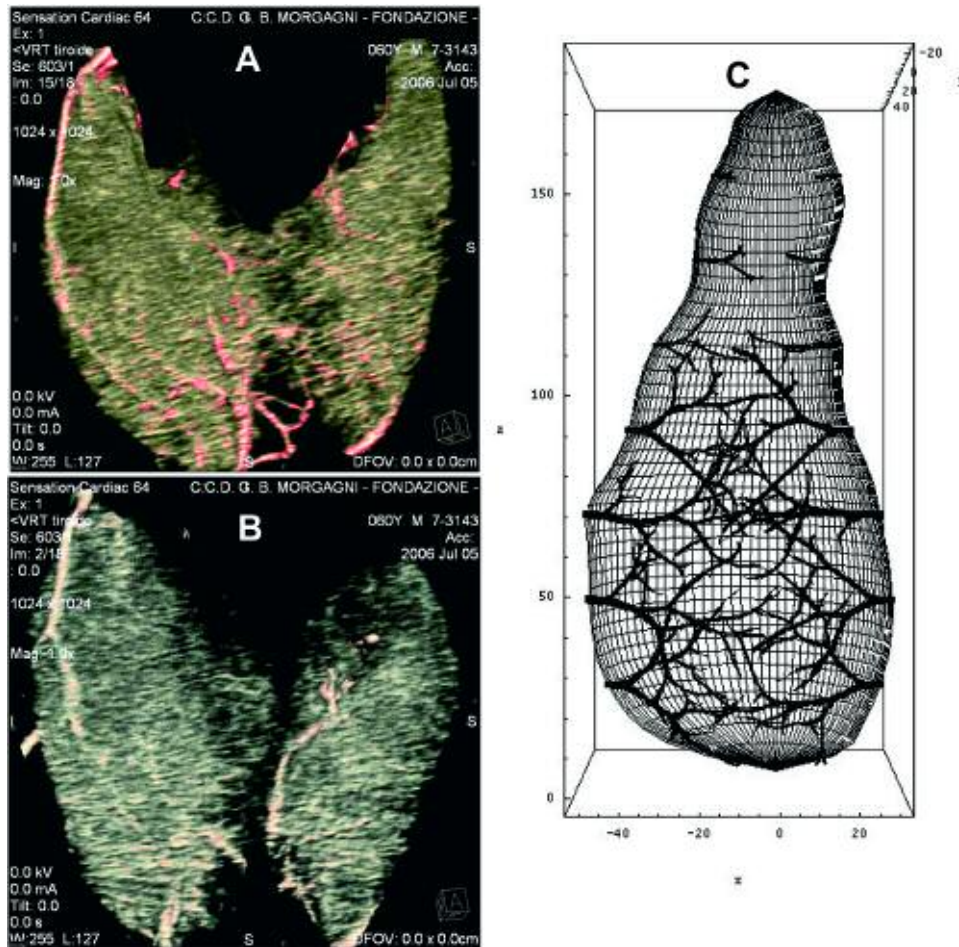 Sensation Cardiac 64 C.C.D. G. B. MORGAGNI - FONDAZIONE -
Ex: 1
<VRT tiroide 060Y M 7-3143
Se: 603/1 Acc:
Im: 15/18 2006 Jul 05
: 0.0
A
1024 x 1024
Mag: 1.0x
I
S
0.0 kV
0.0 mA
Tilt: 0.0
0.0 s
W:255 L:127 S DFOV: 0.0 x 0.0cm
Sensation Cardiac 64 C.C.D. G. B. MORGAGNI - FONDAZIONE -
Ex: 1
<VRT tiroide 060Y M 7-3143
Se: 603/1 Acc:
Im: 2/18 2006 Jul 05
: 0.0
B
1024 x 1024
Mag: 1.0x
I
S
0.0 kV
0.0 mA
Tilt: 0.0
0.0 s
W:255 L:127 S DFOV: 0.0 x 0.0cm
C
-20
0
20
40
150
100
50
0
-40 -20 0 20